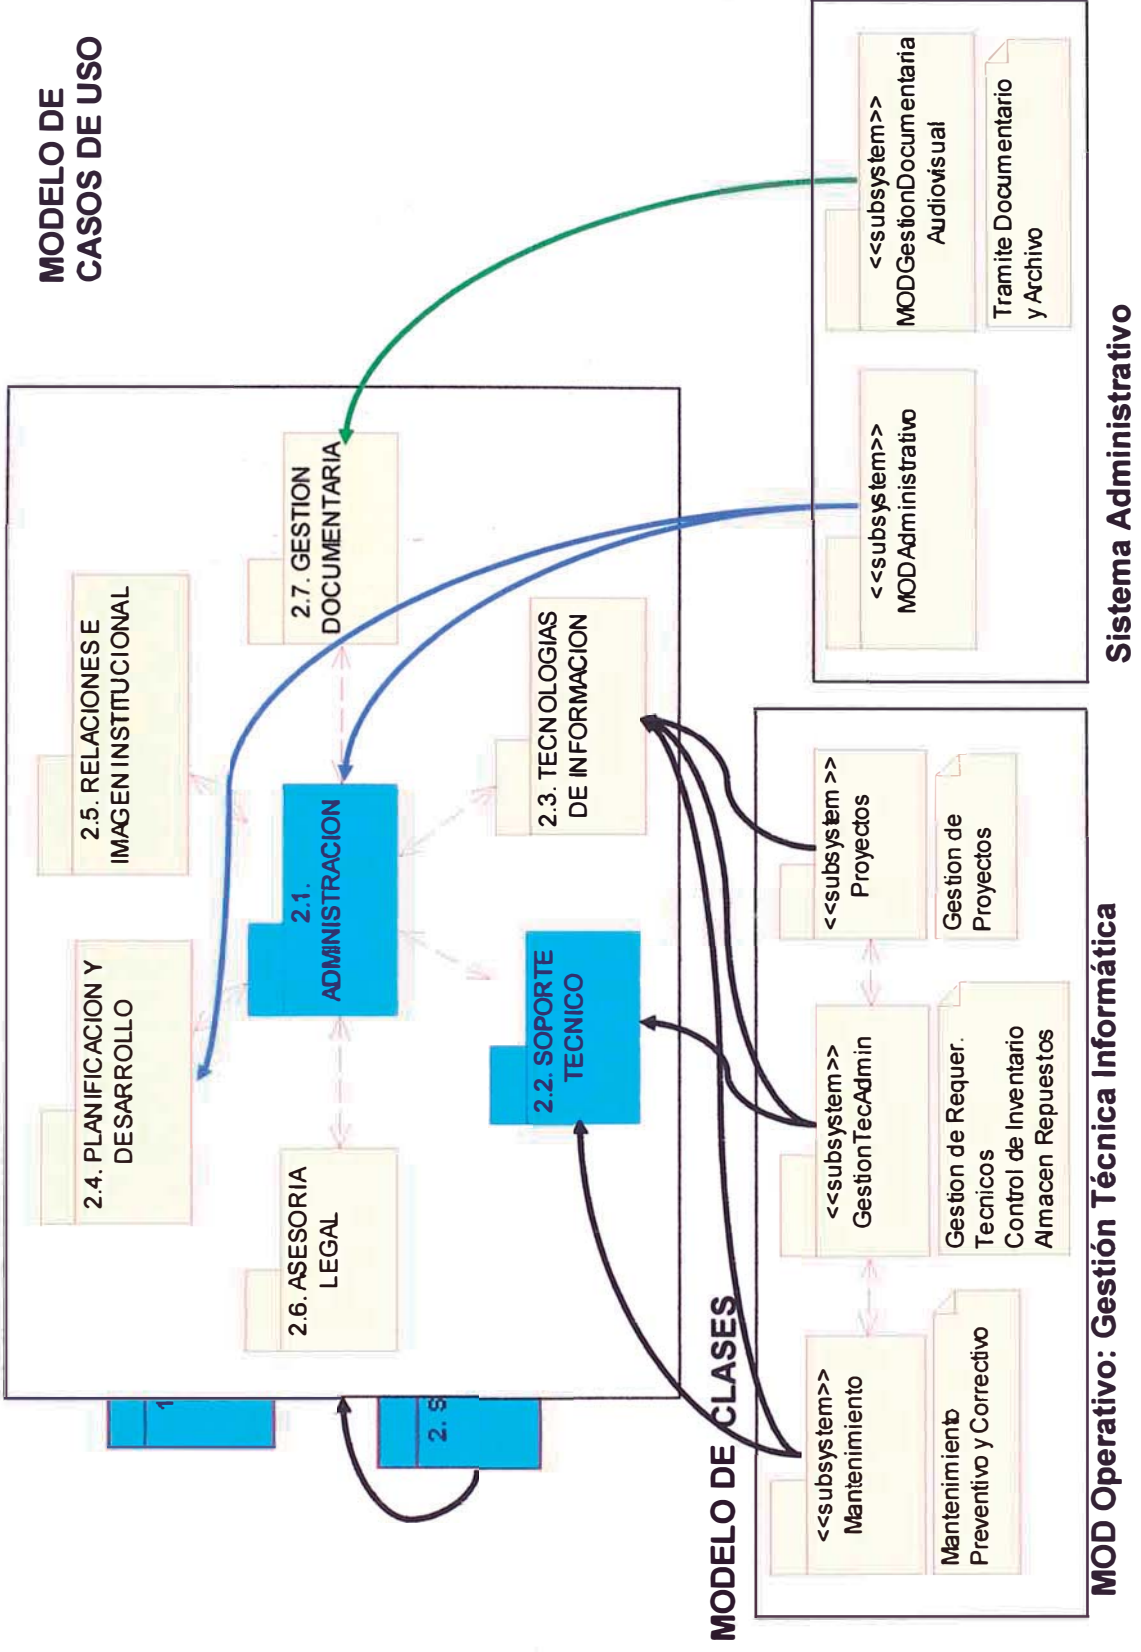 MODELO DE
CASOS DE USO
2.4. PLANIFICACION Y
DESARROLLO
2.5. RELACIONES E
IMAGEN INSTITUCIONAL
2.6. ASESORIA
LEGAL
2.1.
ADMINISTRACION
2.7. GESTION
DOCUMENTARIA
2.2. SOPORTE
TECNICO
2.3. TECNOLOGIAS
DE INFORMACION
1
2. S
MODELO DE CLASES
<<subsystem>>
Mantenimiento
Mantenimiento
Preventivo y Correctivo
<<subsystem>>
GestionTecAdmin
Gestion de Requer.
Tecnicos
Control de Inventario
Almacen Repuestos
<<subsystem>>
Proyectos
Gestion de
Proyectos
MOD Operativo: Gestión Técnica Informática
<<subsystem>>
MODAdministrativo
<<subsystem>>
MODGestionDocumentaria
Audiovisual
Tramite Documentario
y Archivo
Sistema Administrativo